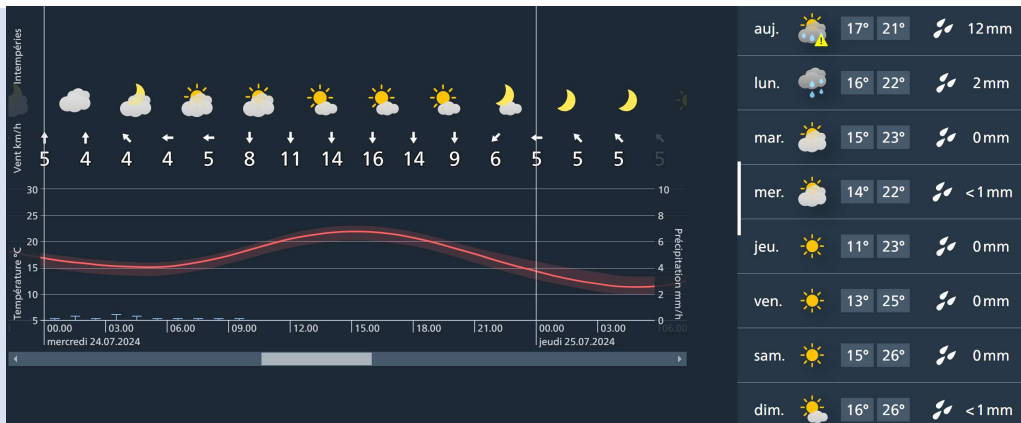 Intempéries
Vent km/h
5 4 4 4 5 8 11 14 16 14 9 6 5 5 5 5
Température °C
30
25
20
15
10
5
10
8
6
4
2
0
Précipitation mm/h
00.00 03.00 06.00 09.00 12.00 15.00 18.00 21.00 00.00 03.00 06.00
mercredi 24.07.2024 jeudi 25.07.2024
auj. 17° 21° 12 mm
lun. 16° 22° 2 mm
mar. 15° 23° 0 mm
mer. 14° 22° <1 mm
jeu. 11° 23° 0 mm
ven. 13° 25° 0 mm
sam. 15° 26° 0 mm
dim. 16° 26° <1 mm